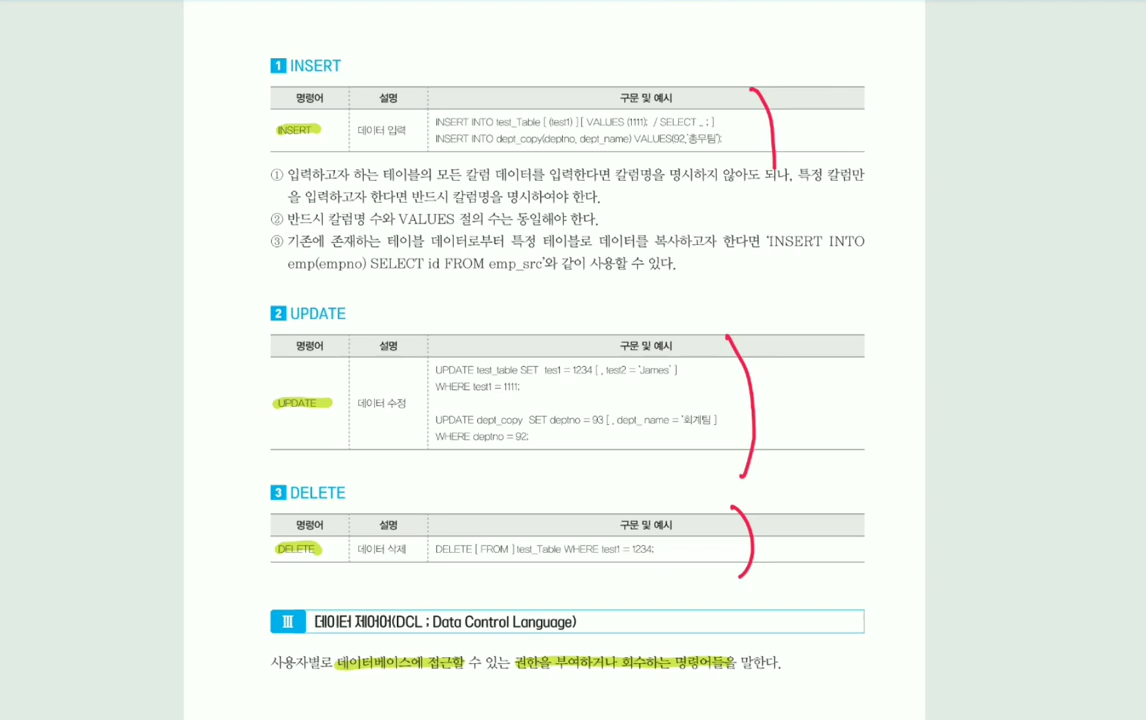 1 INSERT
명령어 설명 구문 및 예시
INSERT 데이터 입력 INSERT INTO test_Table [ (test1) ] [ VALUES (1111); / SELECT _ ; ]
INSERT INTO dept_copy(deptno, dept_name) VALUES(92,'총무팀');
① 입력하고자 하는 테이블의 모든 칼럼 데이터를 입력한다면 칼럼명을 명시하지 않아도 되나, 특정 칼럼만
을 입력하고자 한다면 반드시 칼럼명을 명시하여야 한다.
② 반드시 칼럼명 수와 VALUES 절의 수는 동일해야 한다.
③ 기존에 존재하는 테이블 데이터로부터 특정 테이블로 데이터를 복사하고자 한다면 'INSERT INTO
emp(empno) SELECT id FROM emp_src'와 같이 사용할 수 있다.
2 UPDATE
명령어 설명 구문 및 예시
UPDATE 데이터 수정 UPDATE test_table SET tes1 = 1234 [ , test2 = 'James' ]
WHERE test1 = 1111;
UPDATE dept_copy SET deptno = 93 [ , dept_ name = '회계팀 ]
WHERE deptno = 92;
3 DELETE
명령어 설명 구문 및 예시
DELETE 데이터 삭제 DELETE [ FROM ] test_Table WHERE test1 = 1234;
Ⅲ 데이터 제어어(DCL ; Data Control Language)
사용자별로 데이터베이스에 접근할 수 있는 권한을 부여하거나 회수하는 명령어들을 말한다.